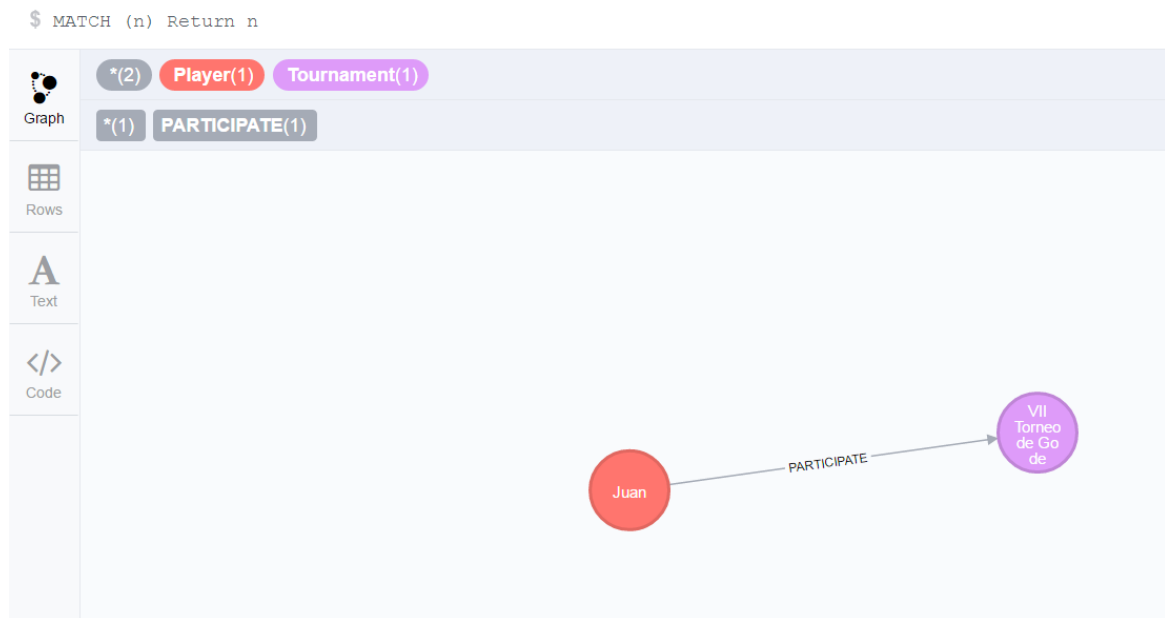 $ MATCH (n) Return n
*(2) Player(1) Tournament(1)
*(1) PARTICIPATE(1)
Graph
Rows
A
Text
</>
Code
Juan
PARTICIPATE
VII
Torneo
de Go
de